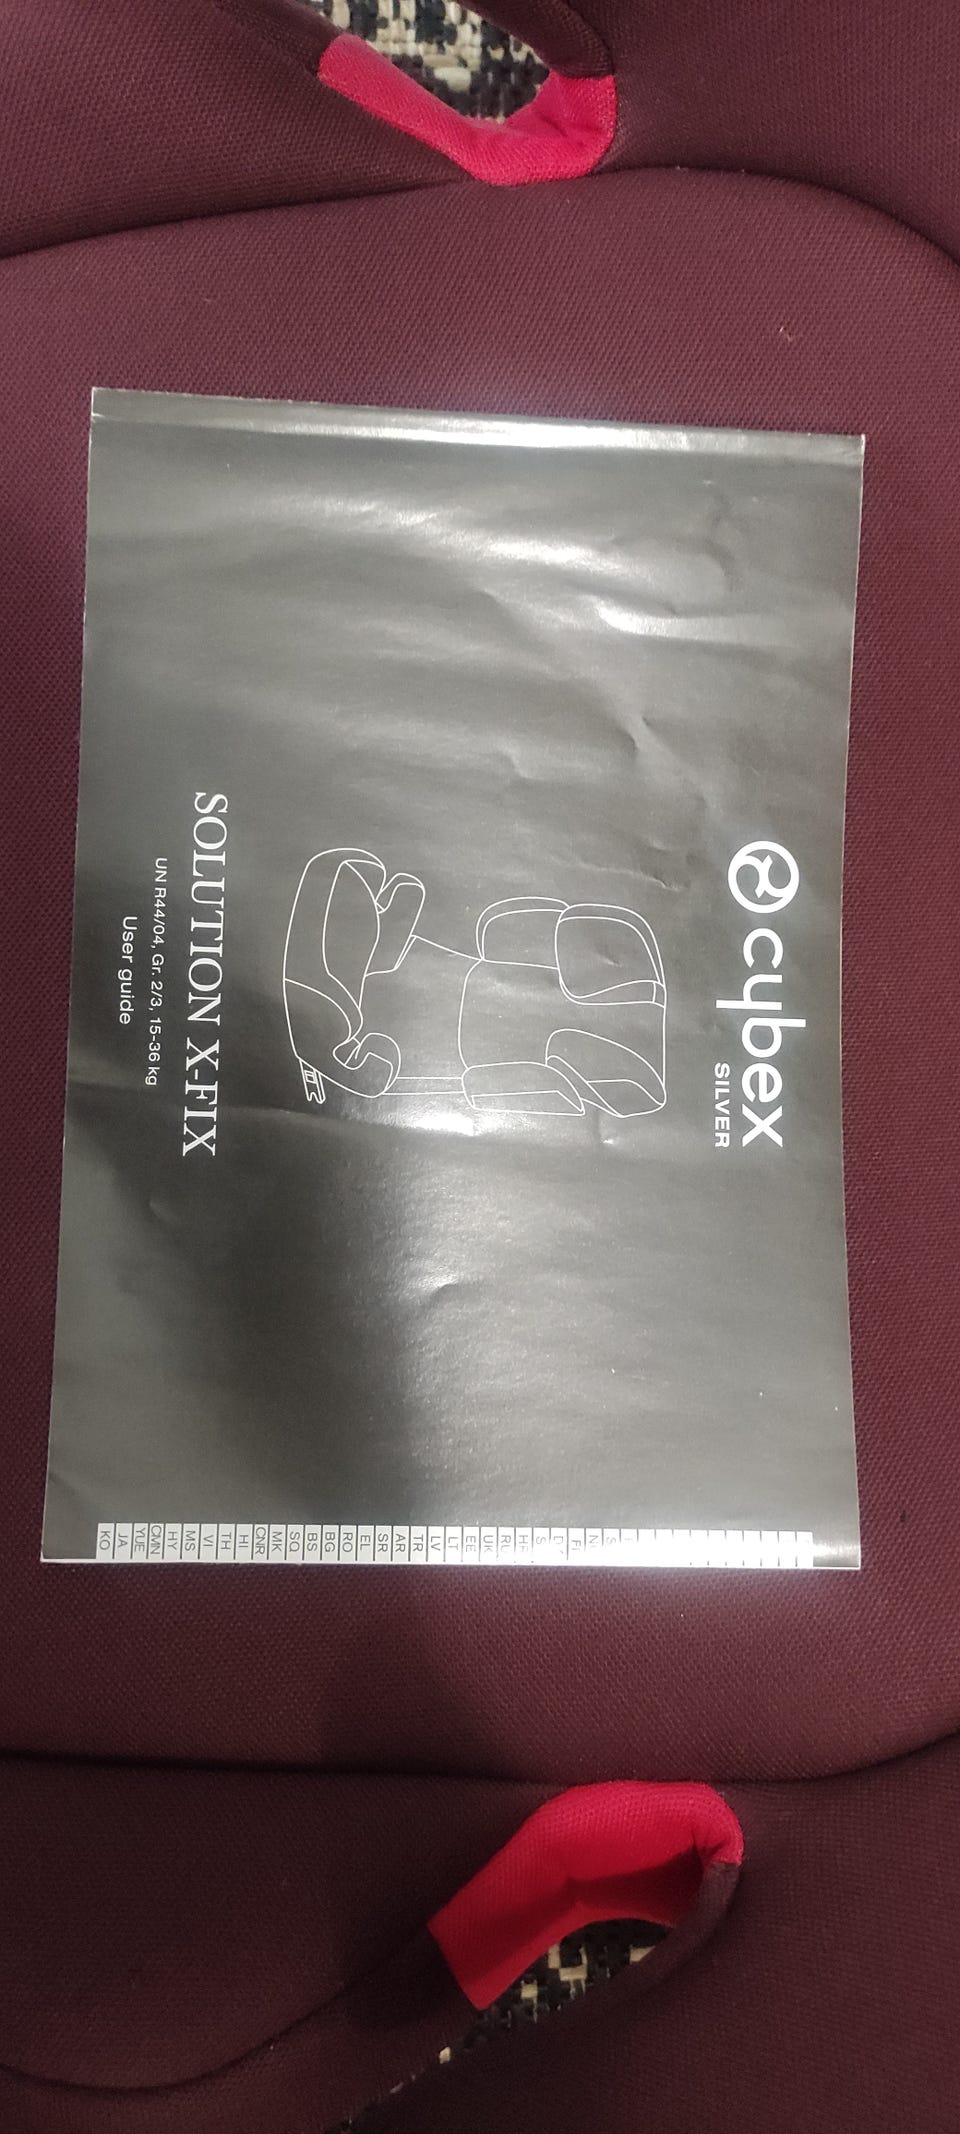 cybex
SILVER
SOLUTION X-FIX
UN R44/04, Gr. 2/3, 15-36 kg
User guide
HR
RU
UK
EE
LT
LV
TR
AR
SR
EL
RO
BG
BS
SQ
MK
CNR
HI
TH
VI
MS
HY
CMN
YUE
JA
KO